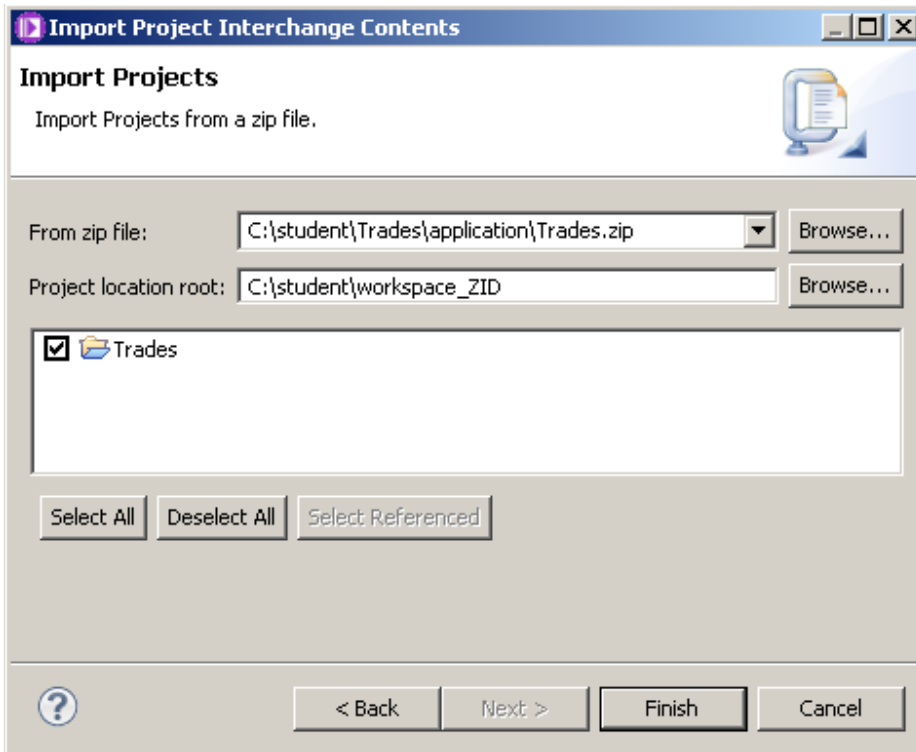 Import Project Interchange Contents
Import Projects
Import Projects from a zip file.
From zip file: C:\student\Trades\application\Trades.zip Browse...
Project location root: C:\student\workspace_ZID Browse...
Trades
Select All Deselect All Select Referenced
? < Back Next > Finish Cancel